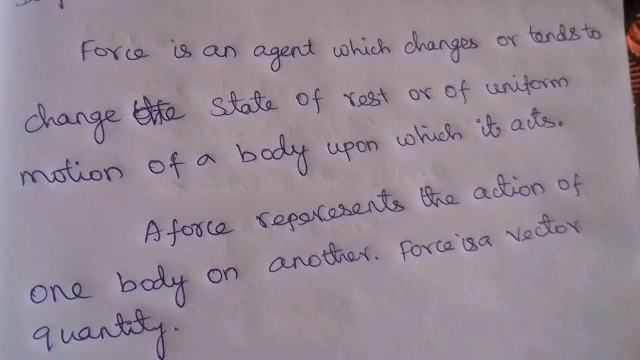 Force is an agent which changes or tends to
change the state of rest or of uniform
motion of a body upon which it acts.
A force reperesents the action of
one body on another. Force is a vector
quantity.